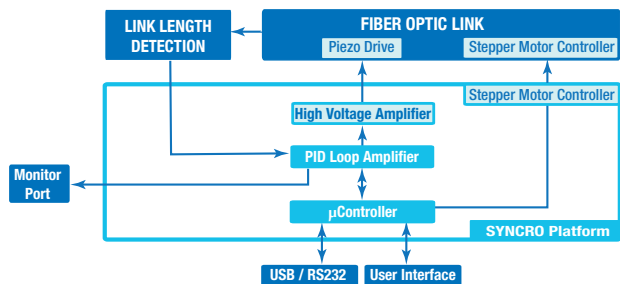 LINK LENGTH
DETECTION
FIBER OPTIC LINK
Piezo Drive
Stepper Motor Controller
Stepper Motor Controller
High Voltage Amplifier
PID Loop Amplifier
Monitor
Port
µController
SYNCRO Platform
USB / RS232
User Interface